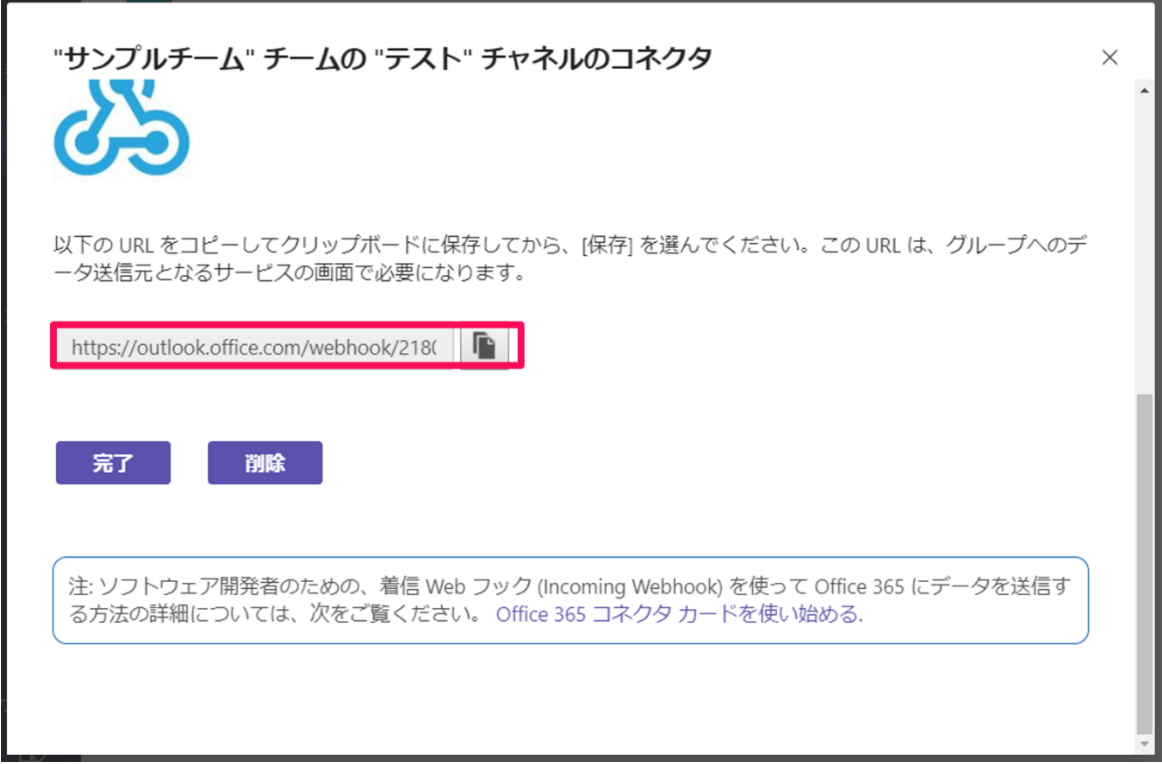 "サンプルチーム" チームの "テスト" チャネルのコネクタ
以下の URL をコピーしてクリップボードに保存してから、[保存] を選んでください。この URL は、グループへのデ
ータ送信元となるサービスの画面で必要になります。
https://outlook.office.com/webhook/218
完了
削除
注: ソフトウェア開発者のための、着信 Web フック (Incoming Webhook) を使って Office 365 にデータを送信す
る方法の詳細については、次をご覧ください。 Office 365 コネクタ カードを使い始める.